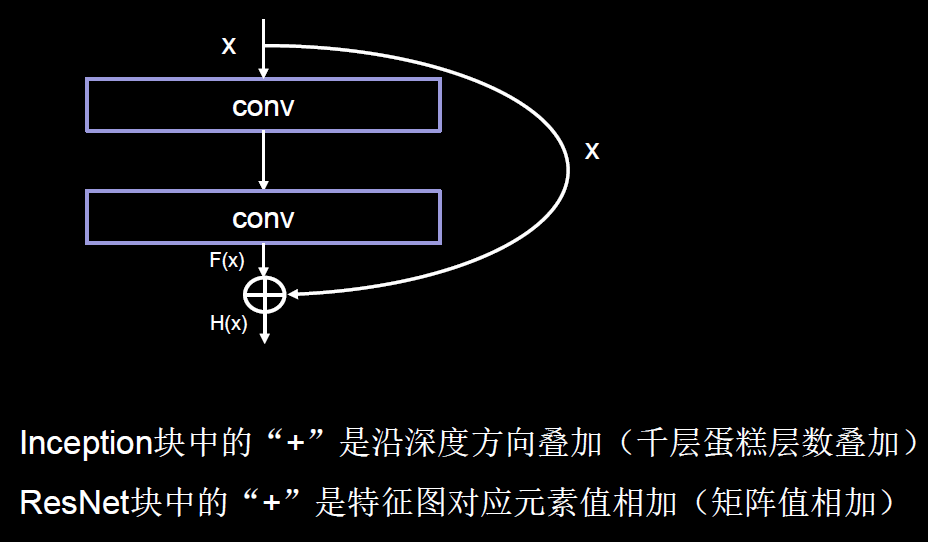 X
conv
X
conv
F(x)
H(x)
Inception块中的“+”是沿深度方向叠加（千层蛋糕层数叠加）
ResNet块中的“+”是特征图对应元素值相加（矩阵值相加）